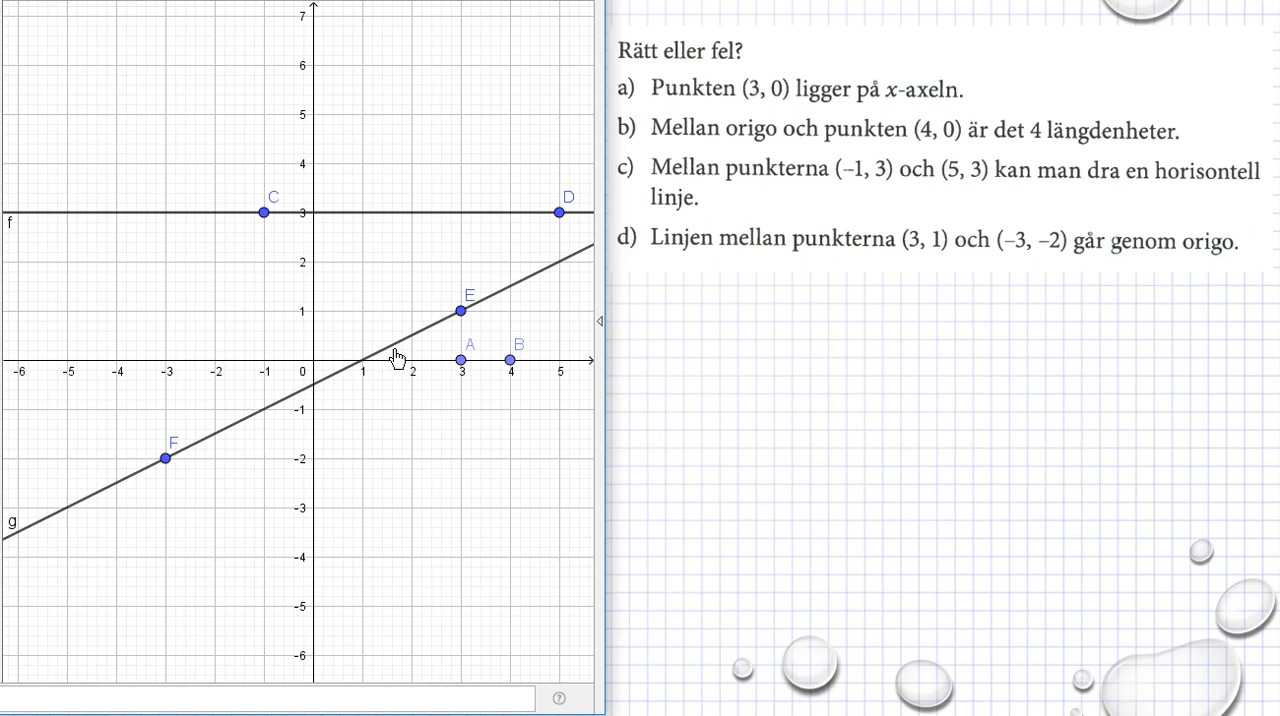 7
6
5
4
C D
3
f
2
E
1
A B
-6 -5 -4 -3 -2 -1 0 1 2 3 4 5
-1
F
-2
-3
g
-4
-5
-6
?
Rätt eller fel?
a) Punkten (3, 0) ligger på x-axeln.
b) Mellan origo och punkten (4, 0) är det 4 längdenheter.
c) Mellan punkterna (–1, 3) och (5, 3) kan man dra en horisontell
linje.
d) Linjen mellan punkterna (3, 1) och (–3, –2) går genom origo.